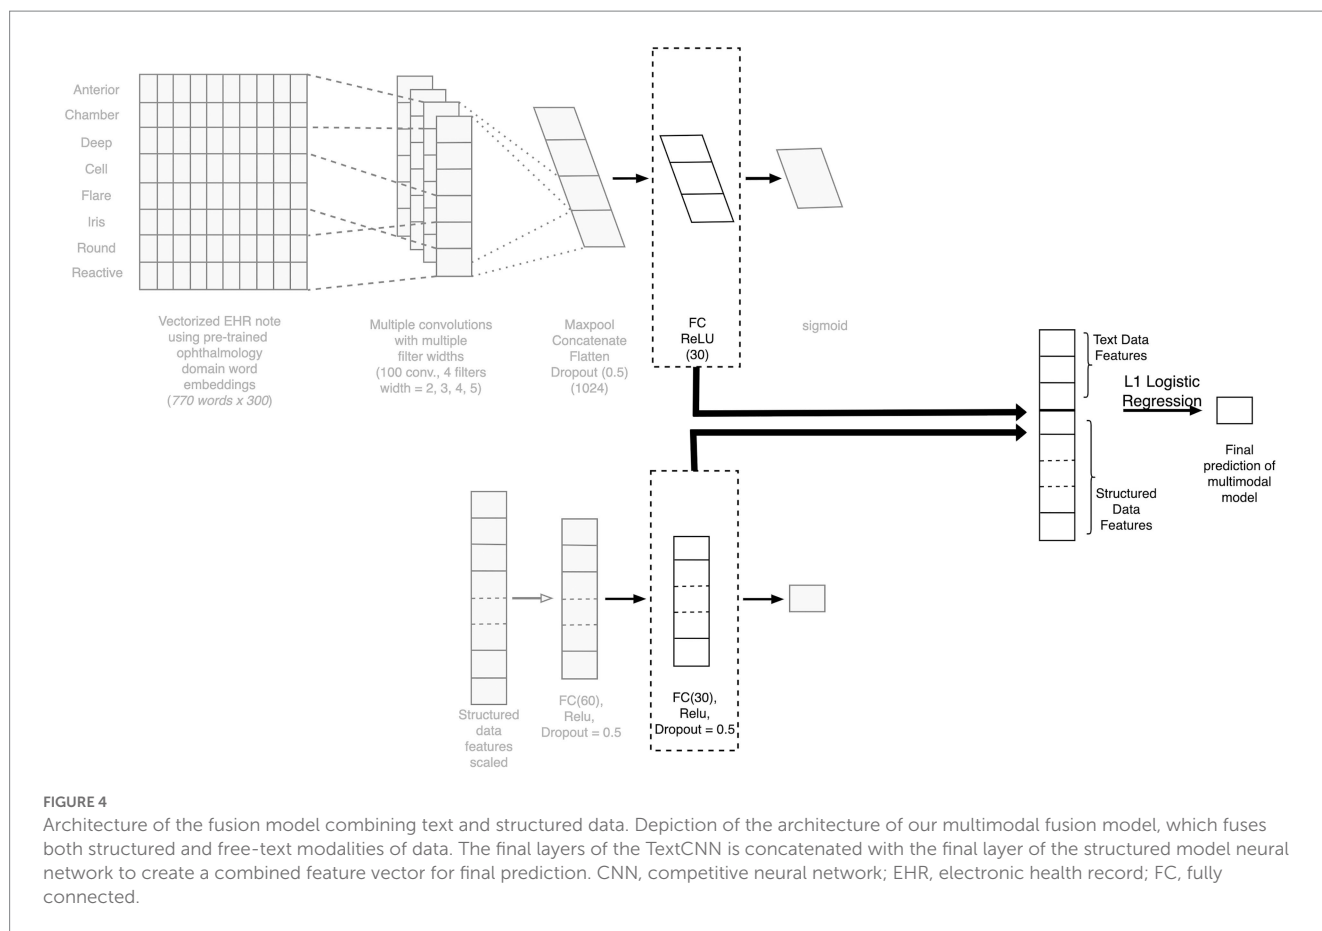 Anterior
Chamber
Deep
Cell
Flare
Iris
Round
Reactive
Vectorized EHR note
using pre-trained
ophthalmology
domain word
embeddings
(770 words x 300)
Multiple convolutions
with multiple
filter widths
(100 conv., 4 filters
width = 2, 3, 4, 5)
Maxpool
Concatenate
Flatten
Dropout (0.5)
(1024)
FC
ReLU
(30)
sigmoid
Text Data
Features
L1 Logistic
Regression
Final
prediction of
multimodal
model
Structured
Data
Features
Structured
data
features
scaled
FC(60),
Relu,
Dropout = 0.5
FC(30),
Relu,
Dropout = 0.5
FIGURE 4
Architecture of the fusion model combining text and structured data. Depiction of the architecture of our multimodal fusion model, which fuses
both structured and free-text modalities of data. The final layers of the TextCNN is concatenated with the final layer of the structured model neural
network to create a combined feature vector for final prediction. CNN, competitive neural network; EHR, electronic health record; FC, fully
connected.